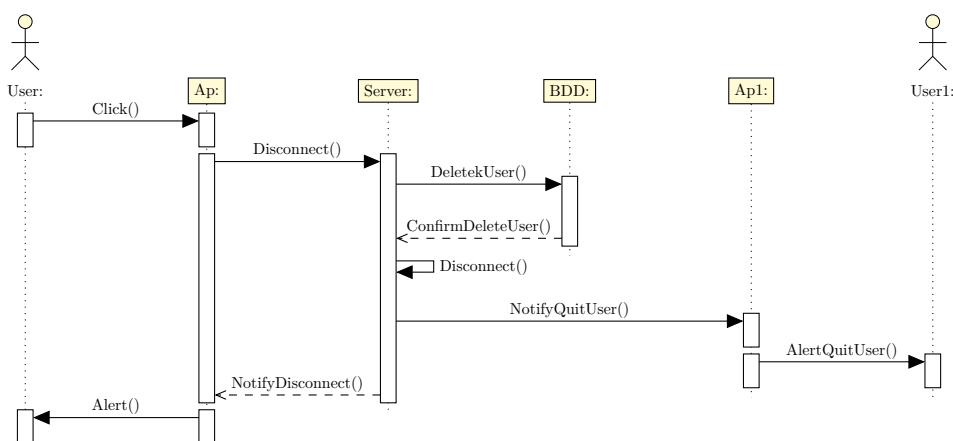 User:
Ap:
Server:
BDD:
Ap1:
User1:
Click()
Disconnect()
DeletekUser()
ConfirmDeleteUser()
Disconnect()
NotifyQuitUser()
AlertQuitUser()
NotifyDisconnect()
Alert()